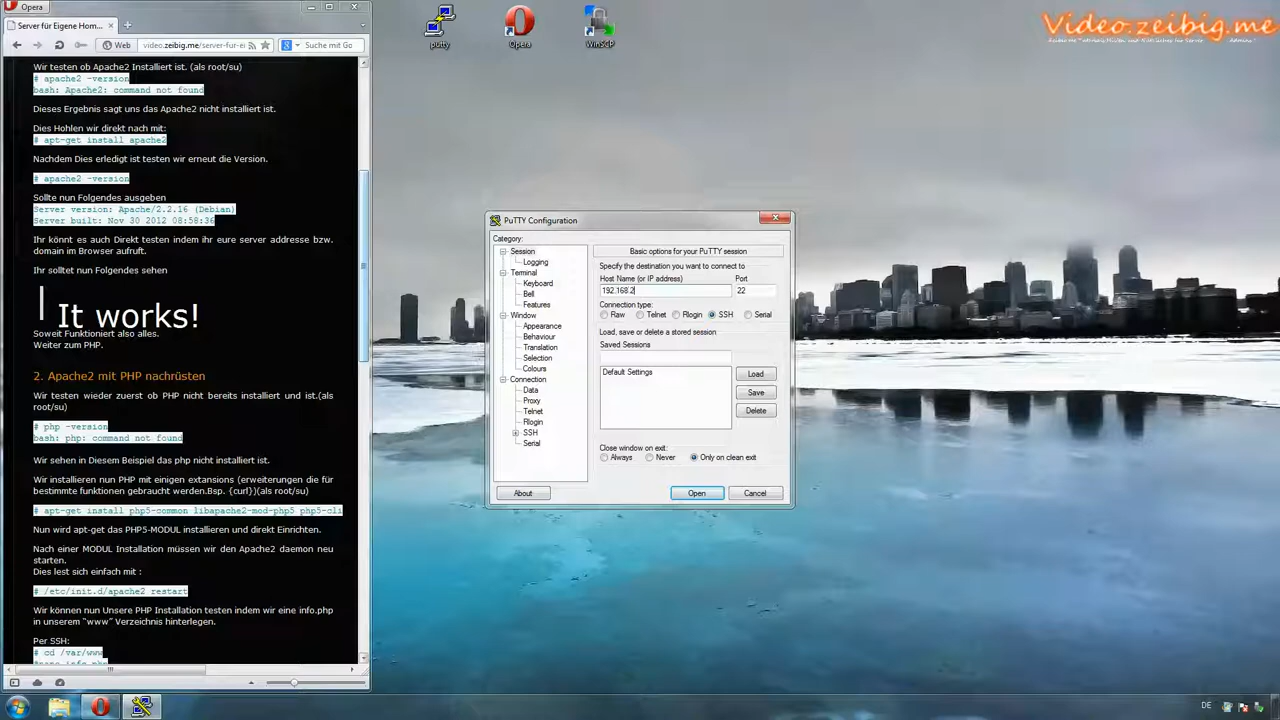 Opera
Server für Eigene Hom...
Web
video.zeibig.me/server-fur-ei
Suche mit Go
Wir testen ob Apache2 Installiert ist. (als root/su)
# apache2 -version
bash: Apache2: command not found
Dieses Ergebnis sagt uns das Apache2 nicht installiert ist.
Dies Hohlen wir direkt nach mit:
# apt-get install apache2
Nachdem Dies erledigt ist testen wir erneut die Version.
# apache2 -version
Sollte nun Folgendes ausgeben
Server version: Apache/2.2.16 (Debian)
Server built: Nov 30 2012 08:58:36
Ihr könnt es auch Direkt testen indem ihr eure server addresse bzw.
domain im Browser aufruft.
Ihr solltet nun Folgendes sehen
It works!
Soweit Funktioniert also alles.
Weiter zum PHP.
2. Apache2 mit PHP nachrüsten
Wir testen wieder zuerst ob PHP nicht bereits installiert und ist.(als
root/su)
# php -version
bash: php: command not found
Wir sehen in Diesem Beispiel das php nicht installiert ist.
Wir installieren nun PHP mit einigen extansions (erweiterungen die für
bestimmte funktionen gebraucht werden.Bsp. {curl})(als root/su)
# apt-get install php5-common libapache2-mod-php5 php5-cli
Nun wird apt-get das PHP5-MODUL installieren und direkt Einrichten.
Nach einer MODUL Installation müssen wir den Apache2 daemon neu
starten.
Dies lest sich einfach mit :
# /etc/init.d/apache2 restart
Wir können nun Unsere PHP Installation testen indem wir eine info.php
in unserem "www" Verzeichnis hinterlegen.
Per SSH:
# cd /var/www
putty
Opera
WinSCP
Video.zeibig.me
PuTTY Configuration
Category:
Session
Logging
Terminal
Keyboard
Bell
Features
Window
Appearance
Behaviour
Translation
Selection
Colours
Connection
Data
Proxy
Telnet
Rlogin
SSH
Serial
Basic options for your PuTTY session
Specify the destination you want to connect to
Host Name (or IP address) Port
192.168.2 22
Connection type:
Raw Telnet Rlogin SSH Serial
Load, save or delete a stored session
Saved Sessions
Default Settings
Load
Save
Delete
Close window on exit:
Always Never Only on clean exit
About Open Cancel
DE